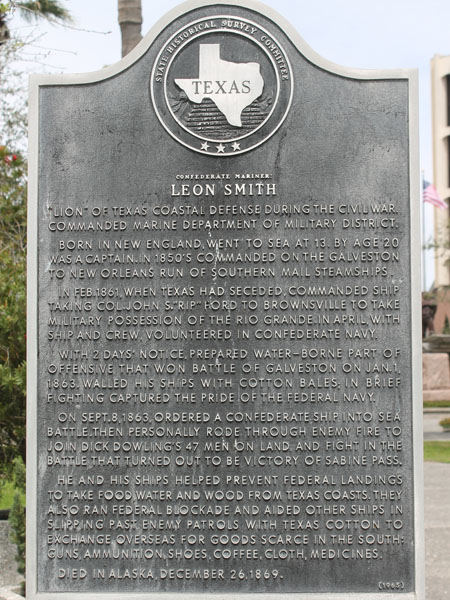 STATE HISTORICAL SURVEY COMMITTEE
TEXAS
CONFEDERATE MARINER:
LEON SMITH
"LION" OF TEXAS COASTAL DEFENSE DURING THE CIVIL WAR.
COMMANDED MARINE DEPARTMENT OF MILITARY DISTRICT.
BORN IN NEW ENGLAND, WENT TO SEA AT 13. BY AGE 20
WAS A CAPTAIN. IN 1850'S COMMANDED ON THE GALVESTON
TO NEW ORLEANS RUN OF SOUTHERN MAIL STEAMSHIPS.
IN FEB. 1861, WHEN TEXAS HAD SECEDED, COMMANDED SHIP
TAKING COL. JOHN S. "RIP" FORD TO BROWNSVILLE TO TAKE
MILITARY POSSESSION OF THE RIO GRANDE. IN APRIL, WITH
SHIP AND CREW, VOLUNTEERED IN CONFEDERATE NAVY.
WITH 2 DAYS' NOTICE, PREPARED WATER-BORNE PART OF
OFFENSIVE THAT WON BATTLE OF GALVESTON ON JAN. 1,
1863. WALLED HIS SHIPS WITH COTTON BALES, IN BRIEF
FIGHTING CAPTURED THE PRIDE OF THE FEDERAL NAVY.
ON SEPT. 8, 1863, ORDERED A CONFEDERATE SHIP INTO SEA
BATTLE, THEN PERSONALLY RODE THROUGH ENEMY FIRE TO
JOIN DICK DOWLING'S 47 MEN ON LAND, AND FIGHT IN THE
BATTLE THAT TURNED OUT TO BE VICTORY OF SABINE PASS.
HE AND HIS SHIPS HELPED PREVENT FEDERAL LANDINGS
TO TAKE FOOD, WATER AND WOOD FROM TEXAS COASTS. THEY
ALSO RAN FEDERAL BLOCKADE AND AIDED OTHER SHIPS IN
SLIPPING PAST ENEMY PATROLS WITH TEXAS COTTON TO
EXCHANGE OVERSEAS FOR GOODS SCARCE IN THE SOUTH:
GUNS, AMMUNITION, SHOES, COFFEE, CLOTH, MEDICINES.
DIED IN ALASKA, DECEMBER 26, 1869.
(1965)